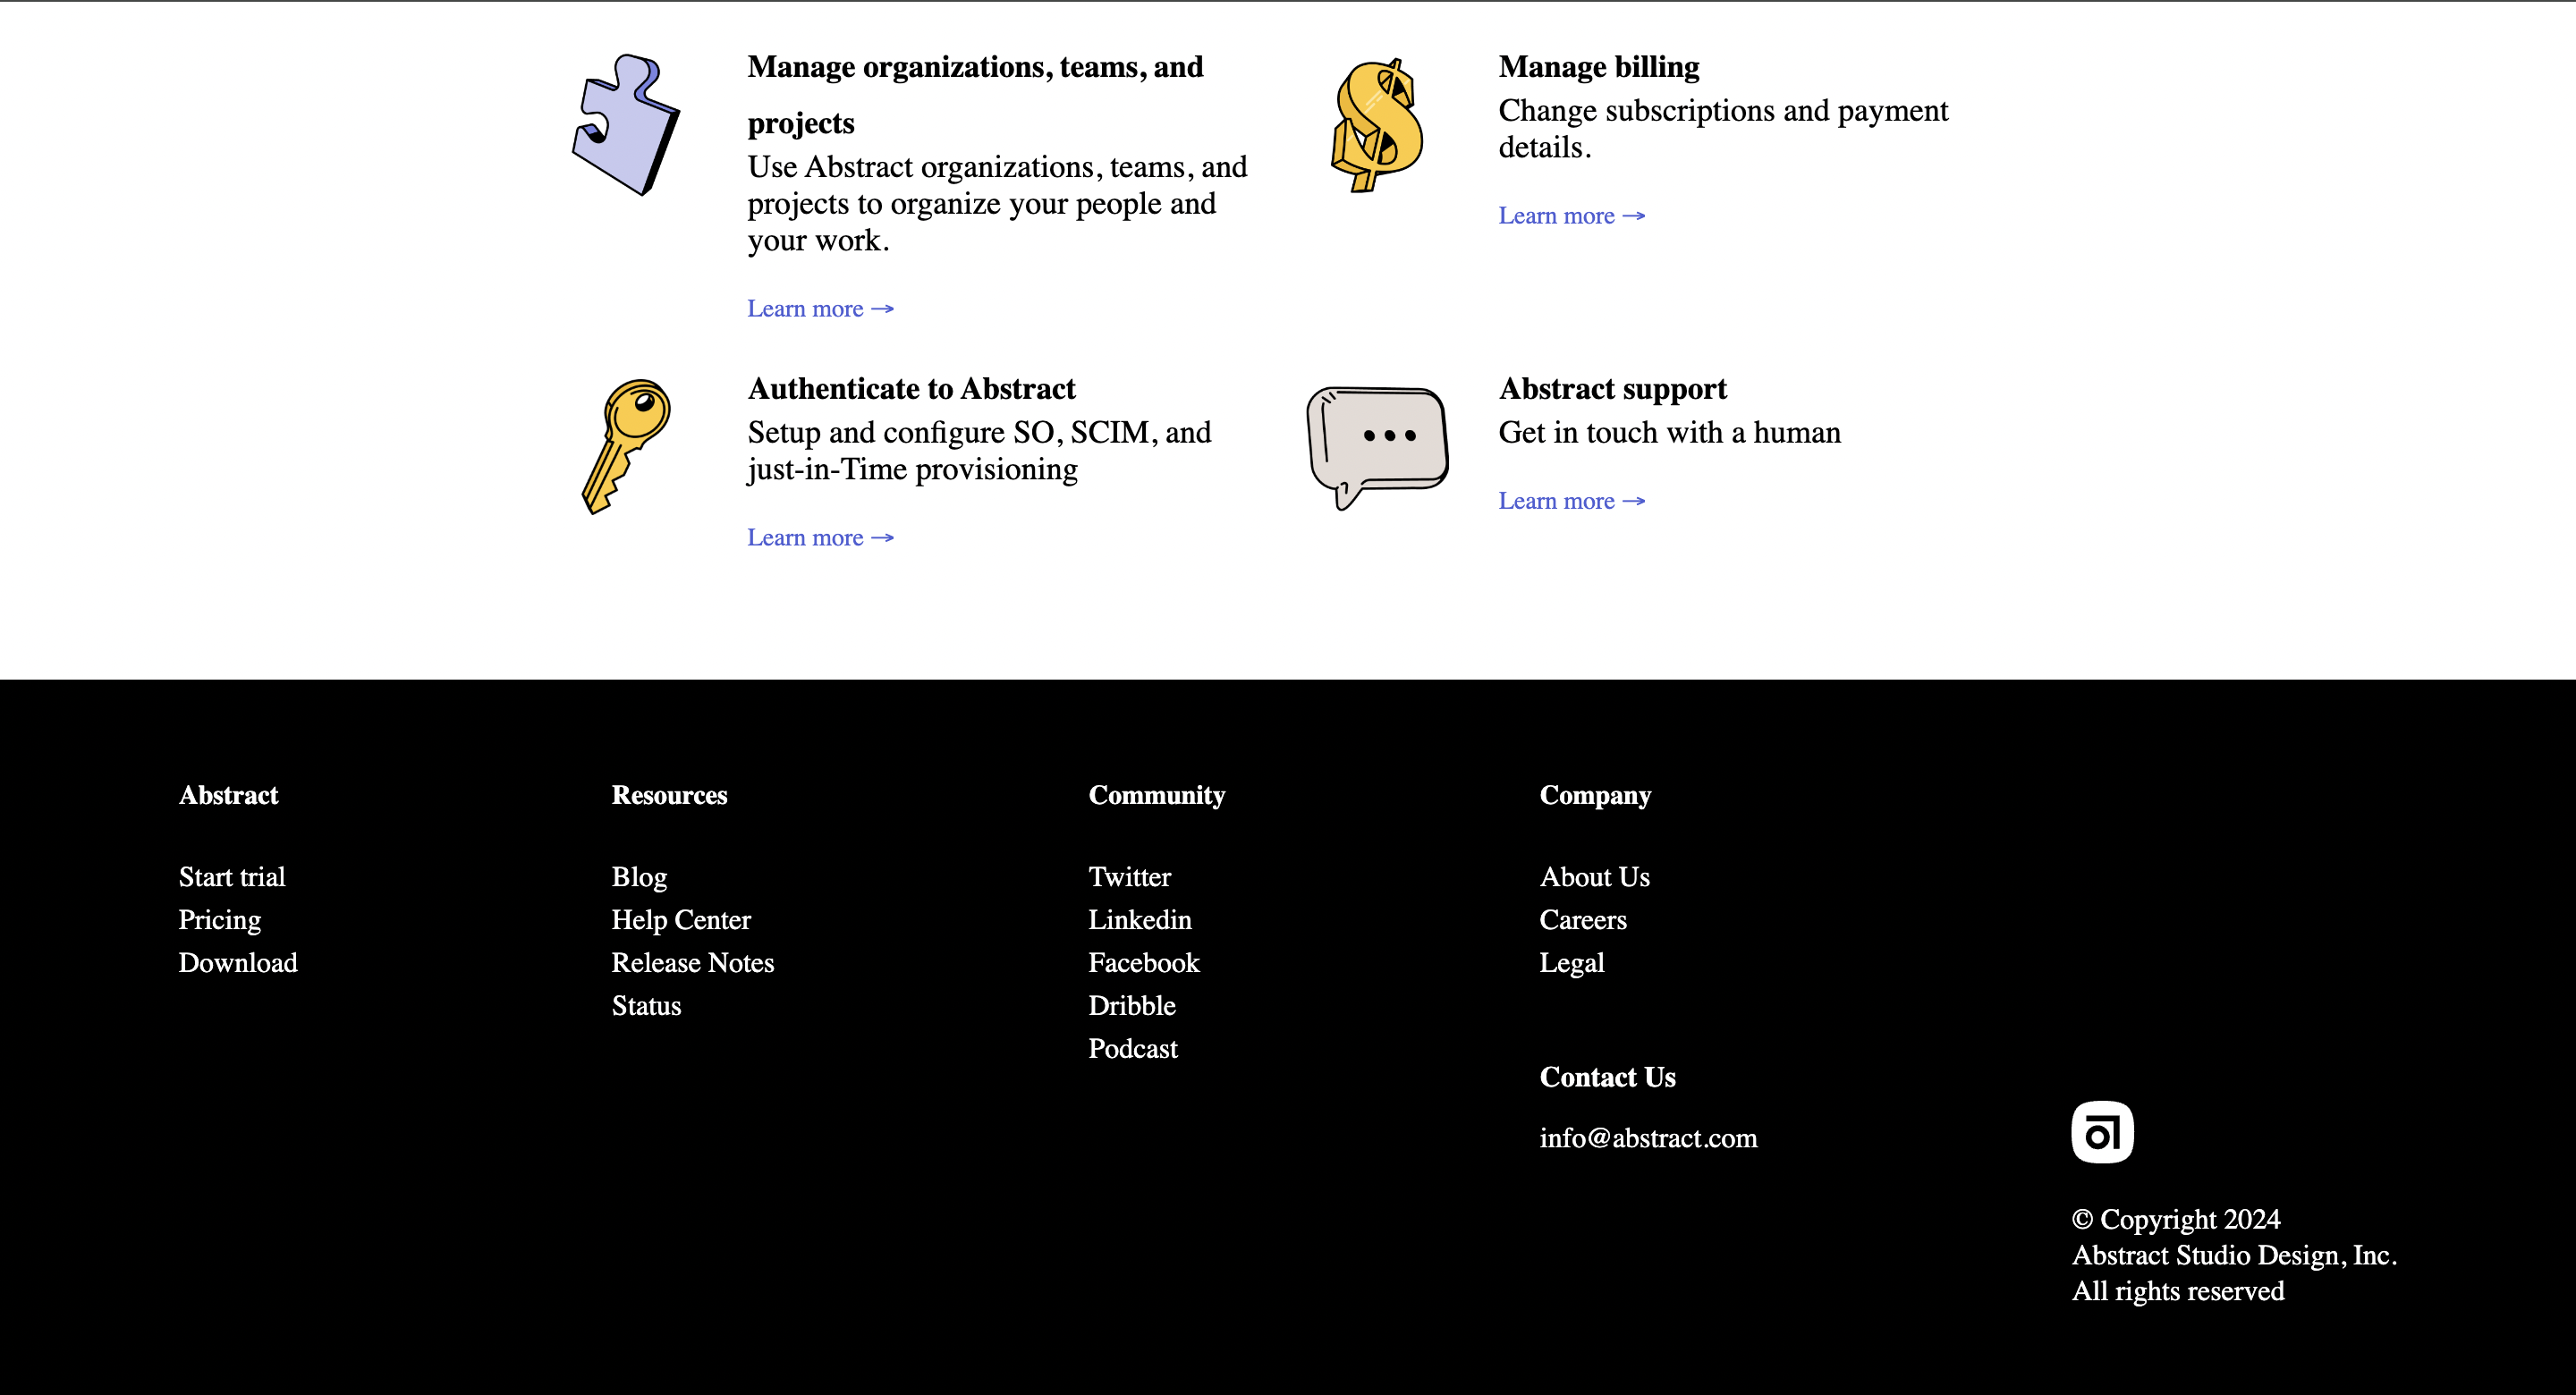 Manage organizations, teams, and
projects
Use Abstract organizations, teams, and
projects to organize your people and
your work.
Learn more →
Manage billing
Change subscriptions and payment
details.
Learn more →
Authenticate to Abstract
Setup and configure SO, SCIM, and
just-in-Time provisioning
Learn more →
Abstract support
Get in touch with a human
Learn more →
Abstract
Start trial
Pricing
Download
Resources
Blog
Help Center
Release Notes
Status
Community
Twitter
Linkedin
Facebook
Dribble
Podcast
Company
About Us
Careers
Legal
Contact Us
info@abstract.com
© Copyright 2024
Abstract Studio Design, Inc.
All rights reserved